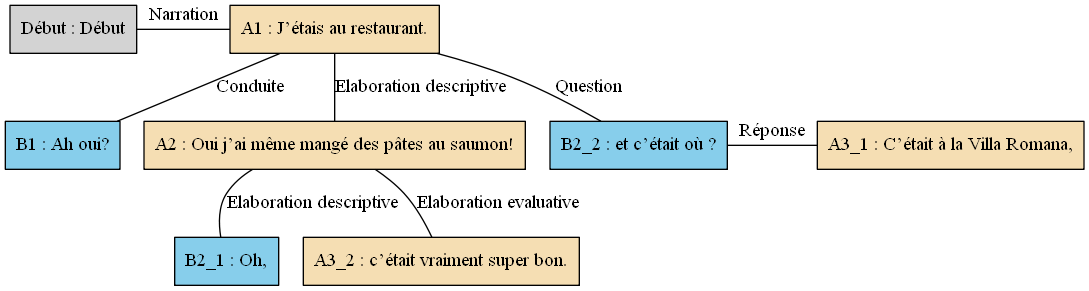 Narration
Début : Début
A1 : J’étais au restaurant.
Conduite
Elaboration descriptive
Question
B1 : Ah oui?
A2 : Oui j’ai même mangé des pâtes au saumon!
B2_2 : et c’était où ?
Réponse
A3_1 : C’était à la Villa Romana,
Elaboration descriptive
Elaboration evaluative
B2_1 : Oh,
A3_2 : c’était vraiment super bon.